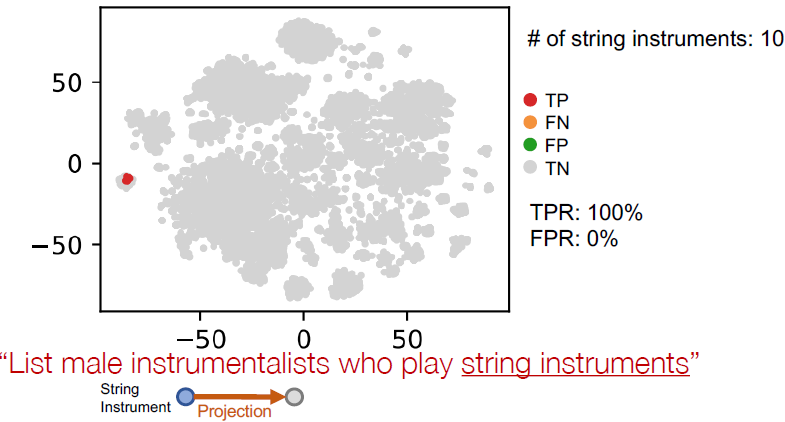 # of string instruments: 10
50
0
−50
TP
FN
FP
TN
TPR: 100%
FPR: 0%
−50 0 50
“List male instrumentalists who play string instruments”
String
Instrument
Projection